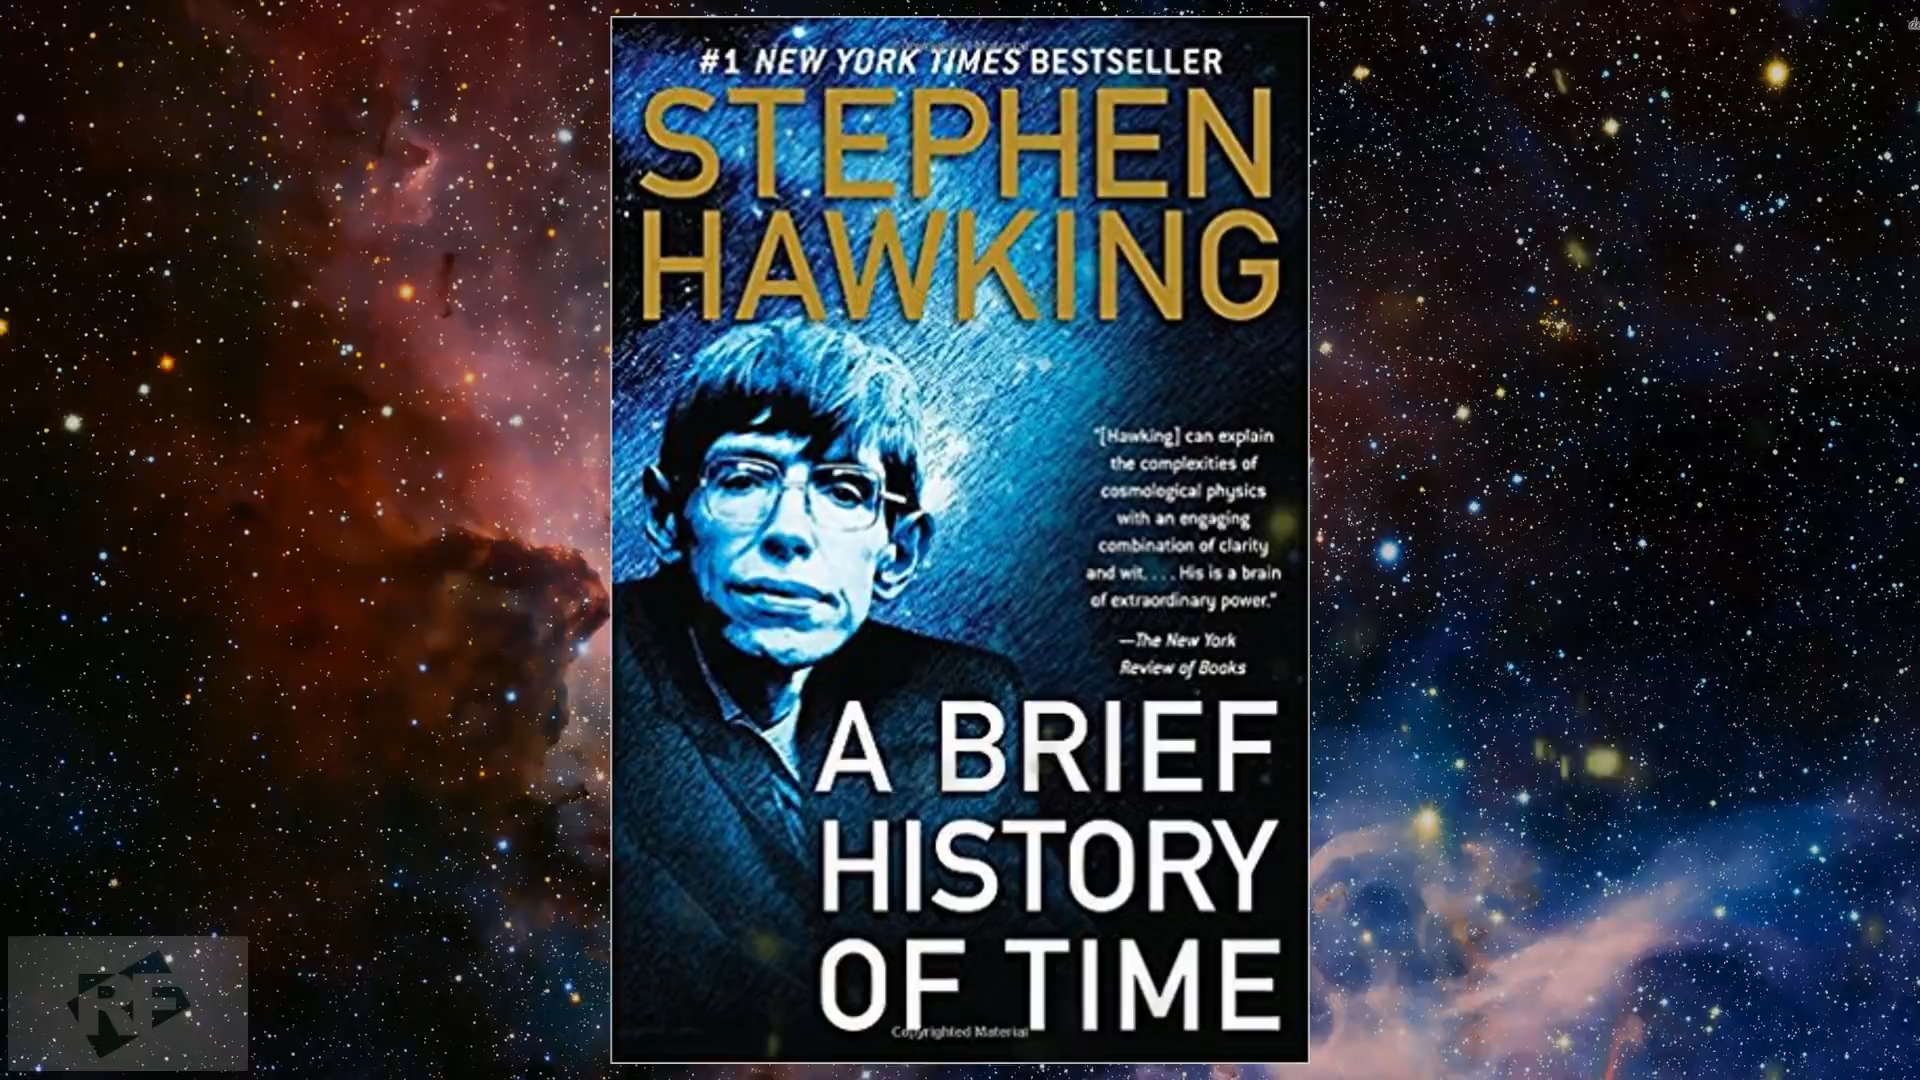 #1 NEW YORK TIMES BESTSELLER
STEPHEN
HAWKING
"[Hawking] can explain
the complexities of
cosmological physics
with an engaging
combination of clarity
and wit. . . . His is a brain
of extraordinary power."
—The New York
Review of Books
A BRIEF
HISTORY
OF TIME
Copyrighted Material
RF